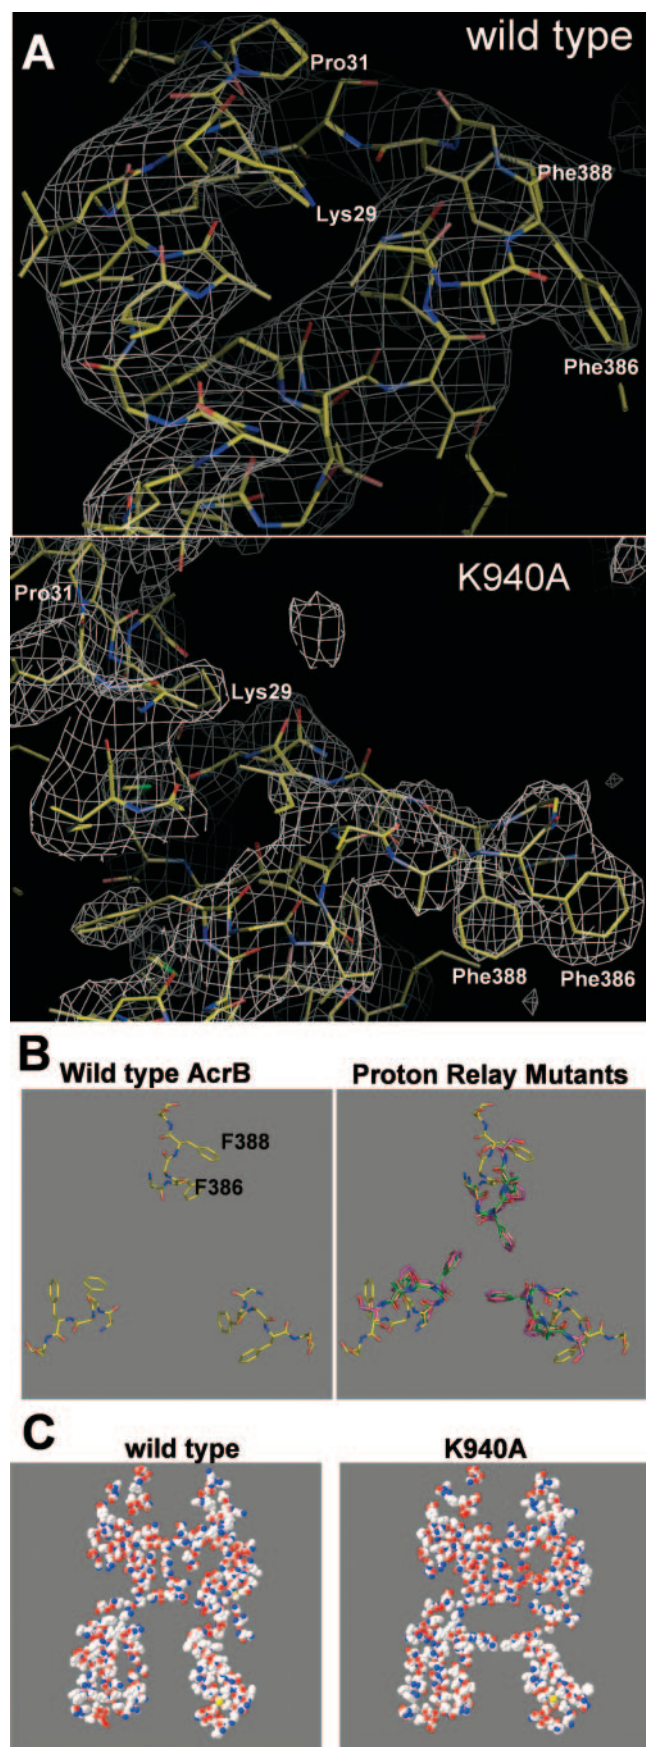 A
wild type
Pro31
Phe388
Lys29
Phe386
K940A
Pro31
Lys29
Phe388
Phe386
B
Wild type AcrB
Proton Relay Mutants
F388
F386
C
wild type
K940A